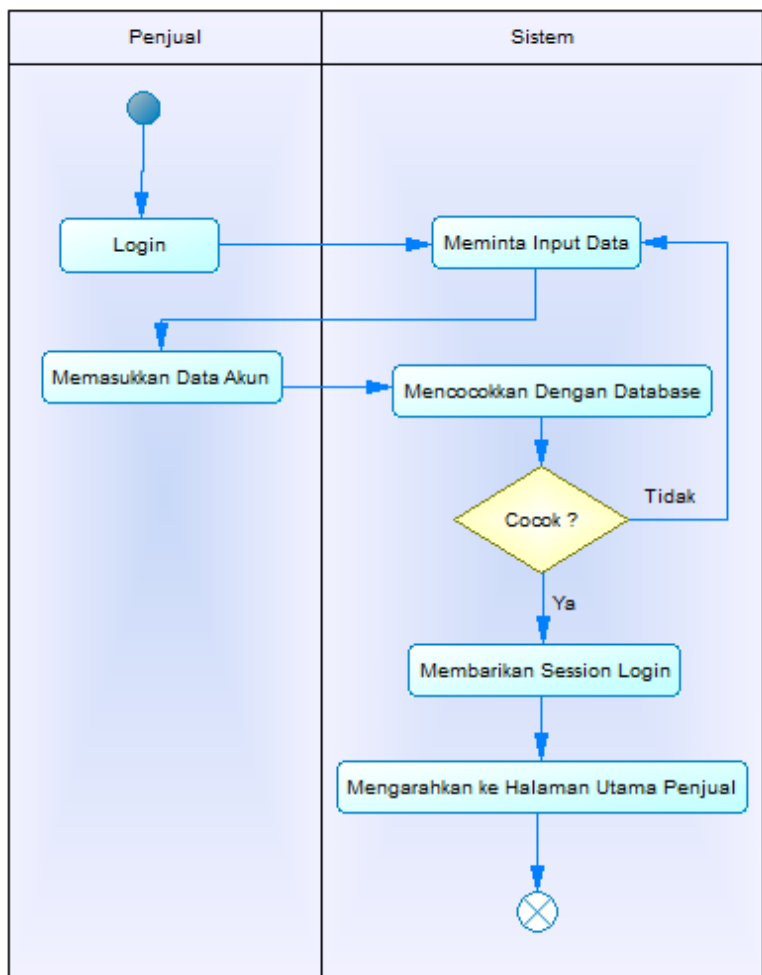 Penjual
Sistem
Login
Meminta Input Data
Memasukkan Data Akun
Mencocokkan Dengan Database
Cocok ?
Tidak
Ya
Membarikan Session Login
Mengarahkan ke Halaman Utama Penjual